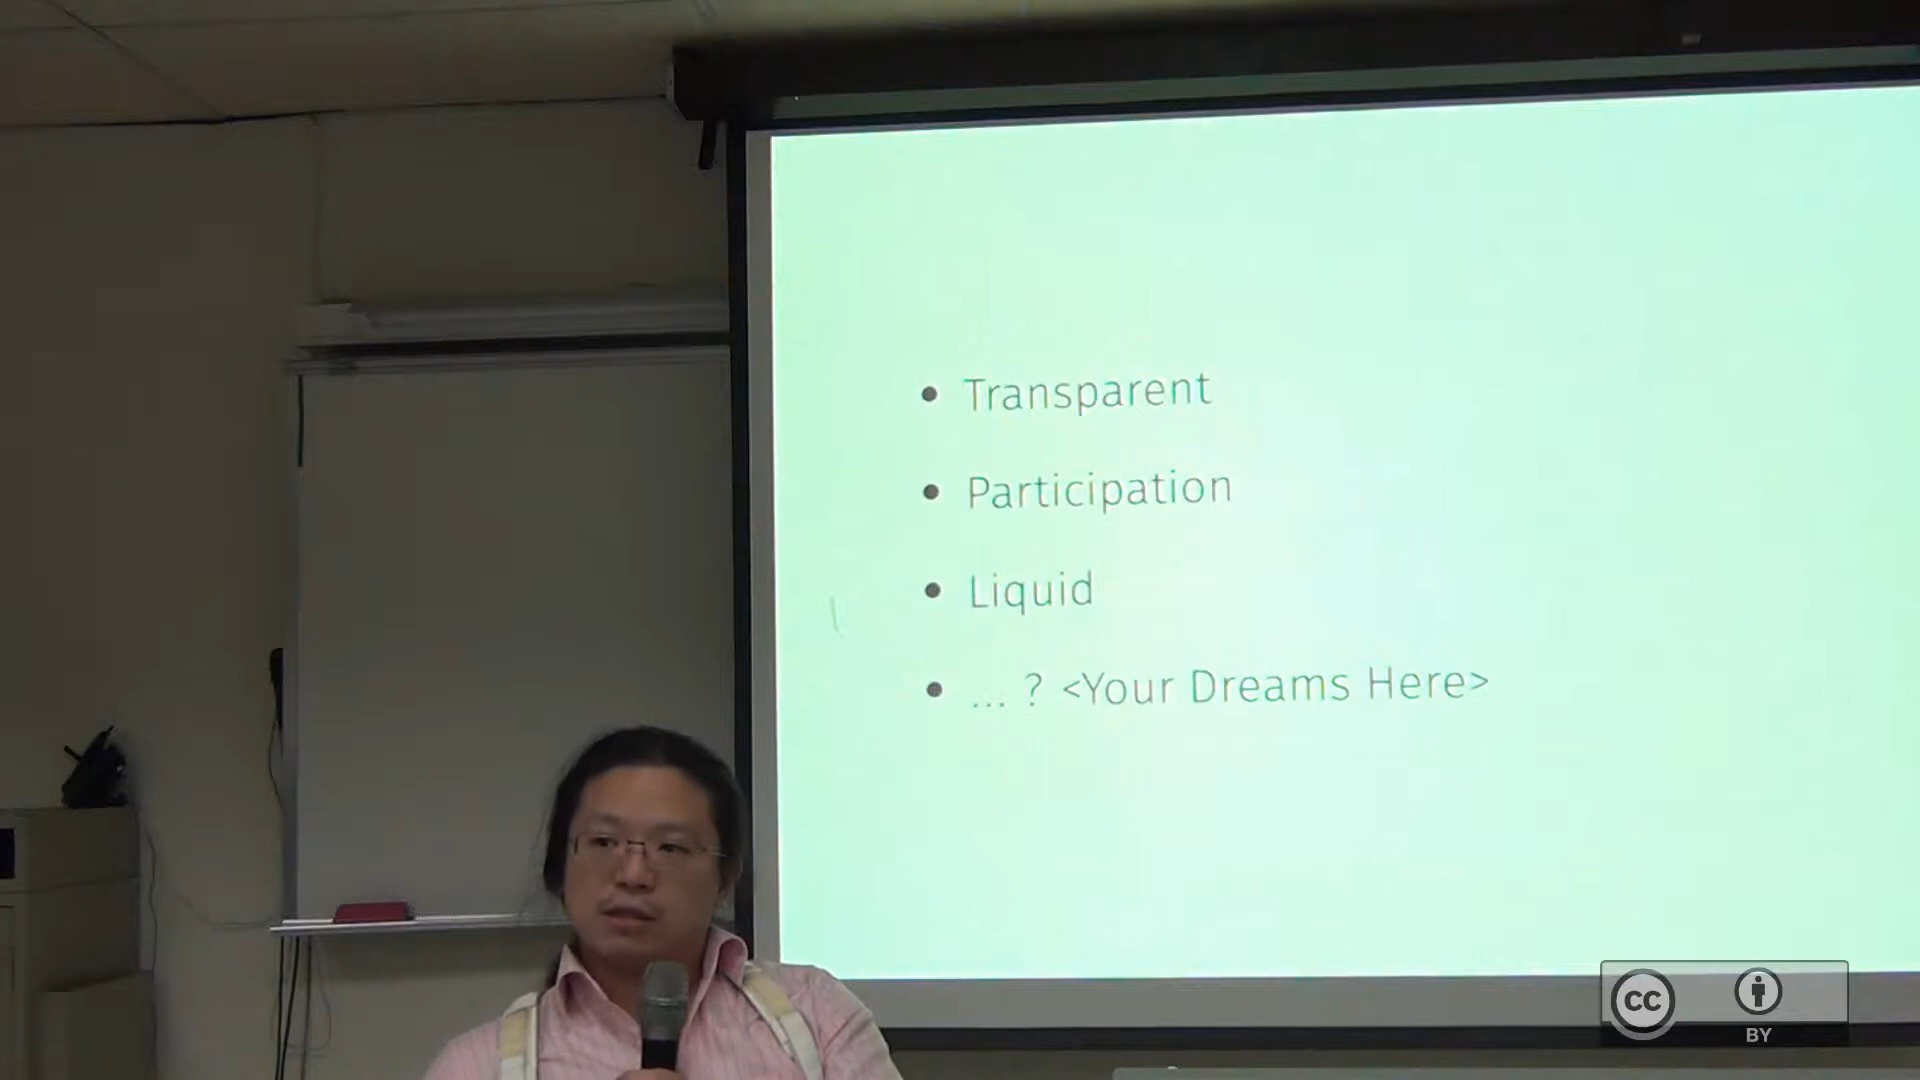 Transparent
Participation
Liquid
... ? <Your Dreams Here>
cc
BY